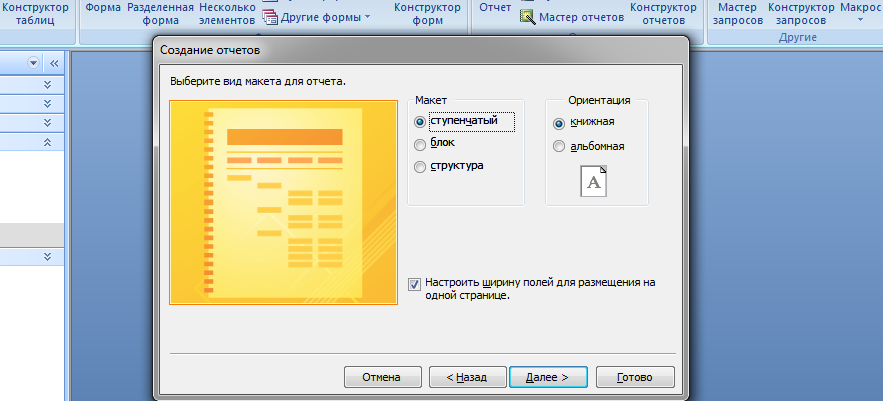 Конструктор таблиц
Форма
Разделенная форма
Несколько элементов
Другие формы
Конструктор форм
Отчет
Мастер отчетов
Конструктор отчетов
Мастер запросов
Конструктор запросов
Макрос
Другие
Создание отчетов
Выберите вид макета для отчета.
Макет
ступенчатый
блок
структура
Ориентация
книжная
альбомная
A
Настроить ширину полей для размещения на
одной странице.
Отмена
< Назад
Далее >
Готово